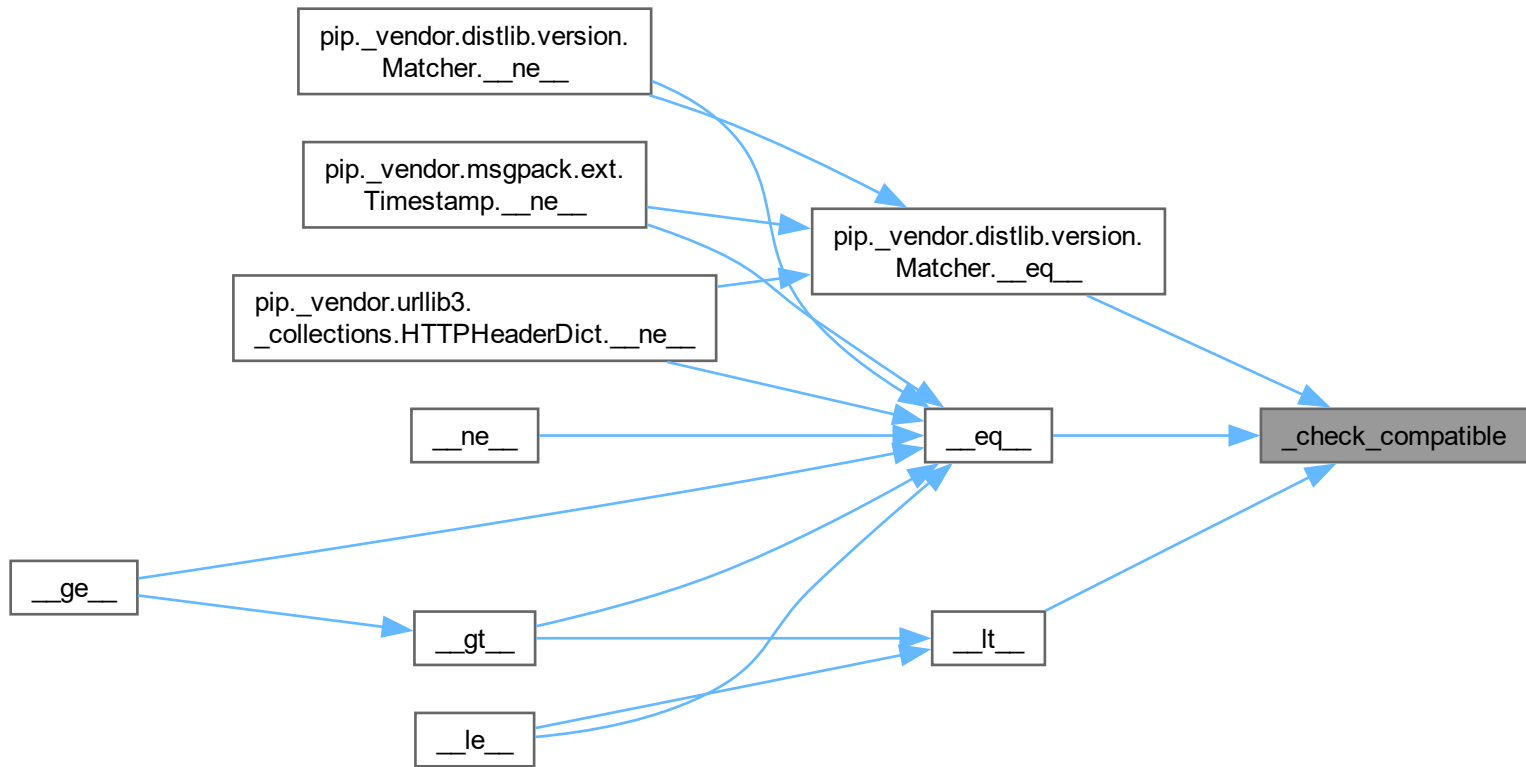 pip._vendor.distlib.version.
Matcher.__ne__
pip._vendor.msgpack.ext.
Timestamp.__ne__
pip._vendor.distlib.version.
Matcher.__eq__
pip._vendor.urllib3.
_collections.HTTPHeaderDict.__ne__
__ne__
__eq__
_check_compatible
__ge__
__gt__
__lt__
__le__